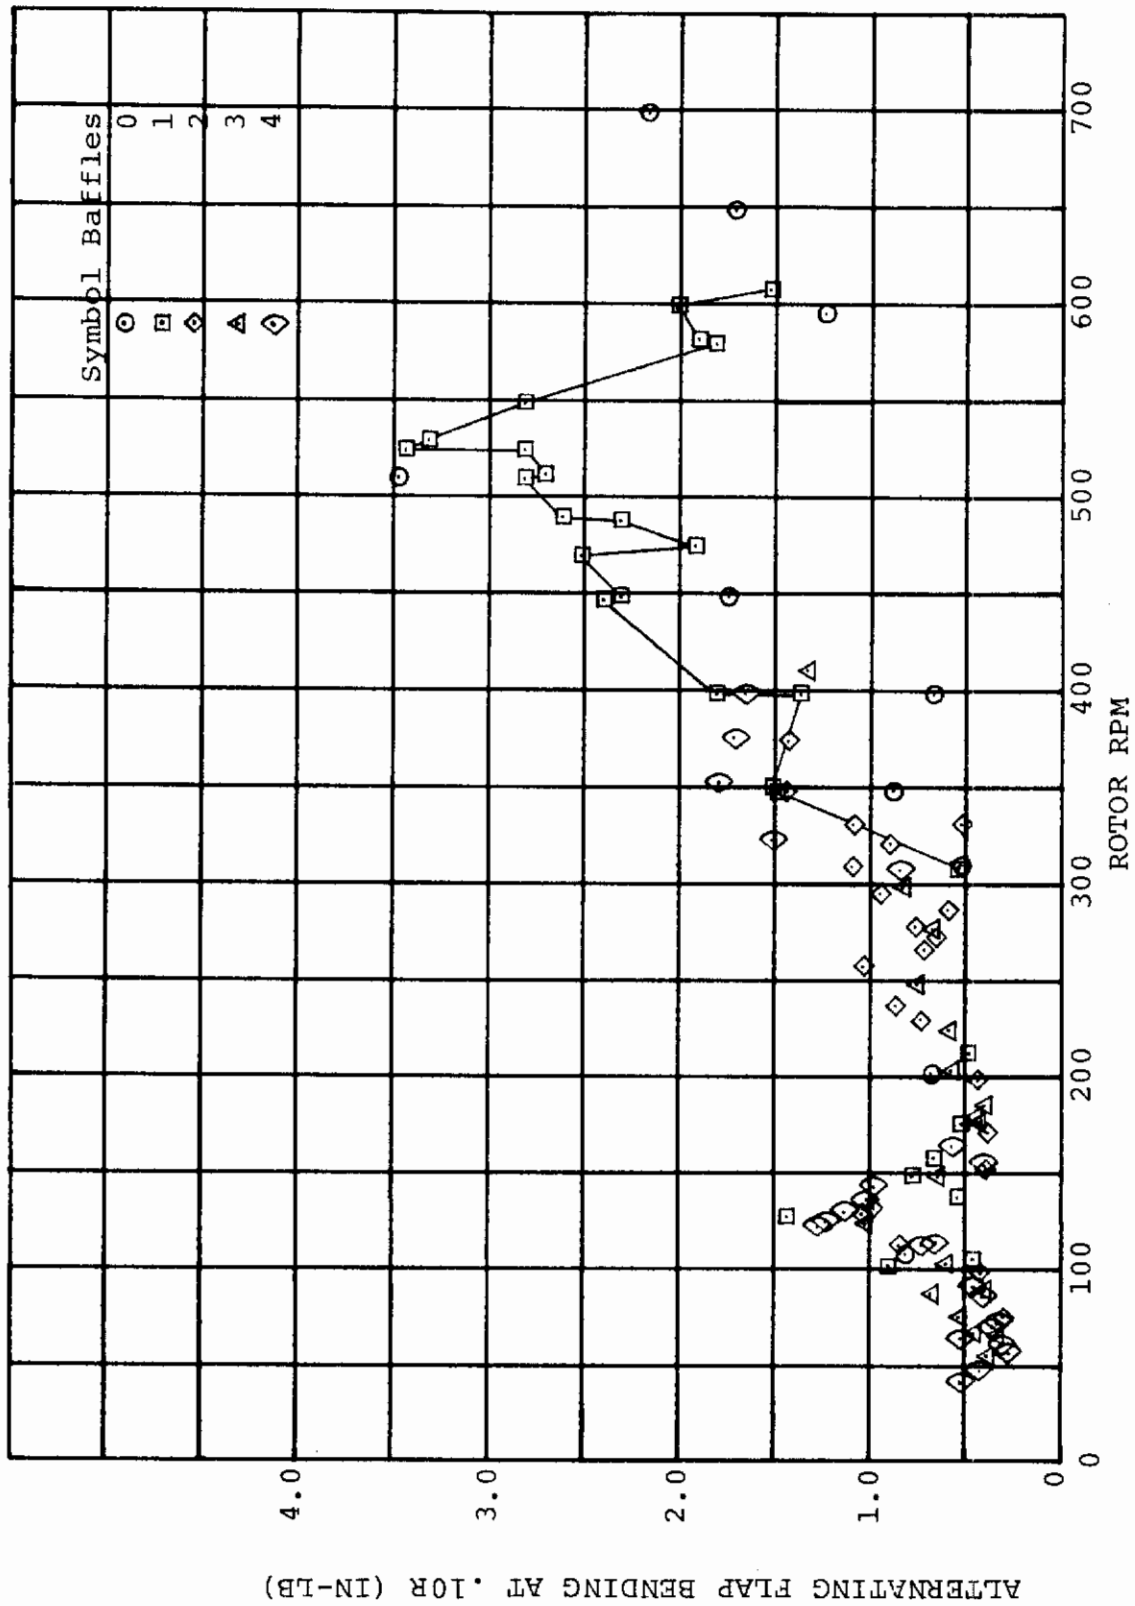 Symbol Baffles
0
1
2
3
4
4.0
3.0
2.0
1.0
0
0 100 200 300 400 500 600 700
ROTOR RPM
ALTERNATING FLAP BENDING AT .10R (IN-LB)